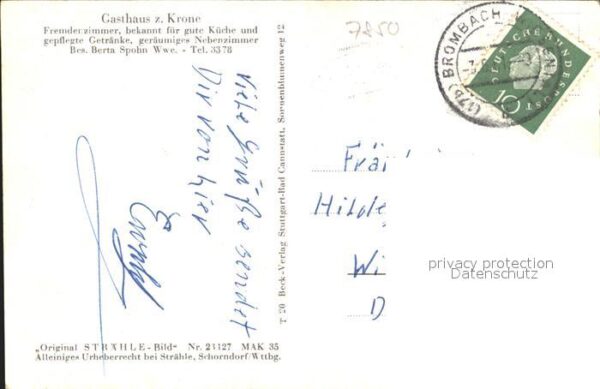 Gasthaus z. Krone
Fremdenzimmer, bekannt für gute Küche und
gepflegte Getränke, geräumiges Nebenzimmer
Bes. Berta Spohn Wwe. - Tel. 3378
7850
(17b) BROMBACH
DEUTSCHE BUNDESPOST
10
Viele Grüße sendet
Dir von hier
T 20 Beck-Verlag Stuttgart-Bad Cannstatt, Sonnenblumenweg 12
Fräu
Hilde
Wi
D
privacy protection
Datenschutz
„Original STRÄHLE-Bild" Nr. 23127 MAK 35
Alleiniges Urheberrecht bei Strähle, Schorndorf/Wttbg.